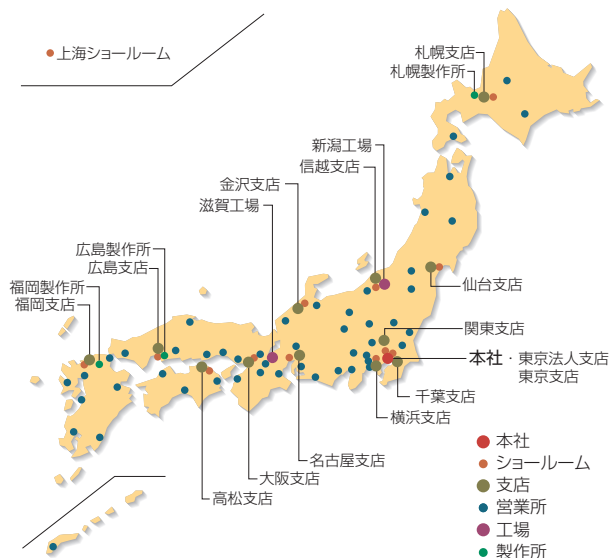 上海ショールーム
札幌支店
札幌製作所
新潟工場
信越支店
金沢支店
滋賀工場
広島製作所
広島支店
福岡製作所
福岡支店
仙台支店
関東支店
本社・東京法人支店
東京支店
千葉支店
横浜支店
名古屋支店
大阪支店
高松支店
本社
ショールーム
支店
営業所
工場
製作所